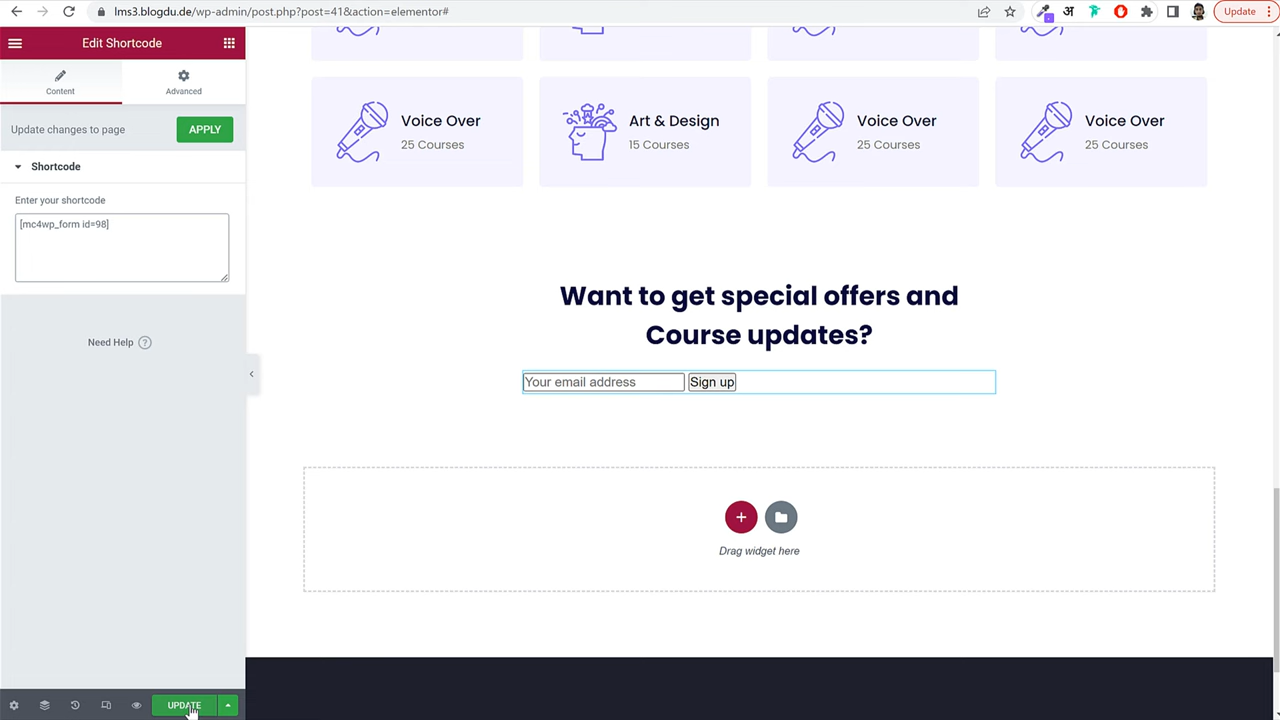 lms3.blogdu.de/wp-admin/post.php?post=41&action=elementor#
अ
Update
Edit Shortcode
Content
Advanced
Update changes to page
APPLY
Shortcode
Enter your shortcode
[mc4wp_form id=98]
Need Help ?
UPDATE
Voice Over
25 Courses
Art & Design
15 Courses
Voice Over
25 Courses
Voice Over
25 Courses
Want to get special offers and
Course updates?
Your email address
Sign up
Drag widget here